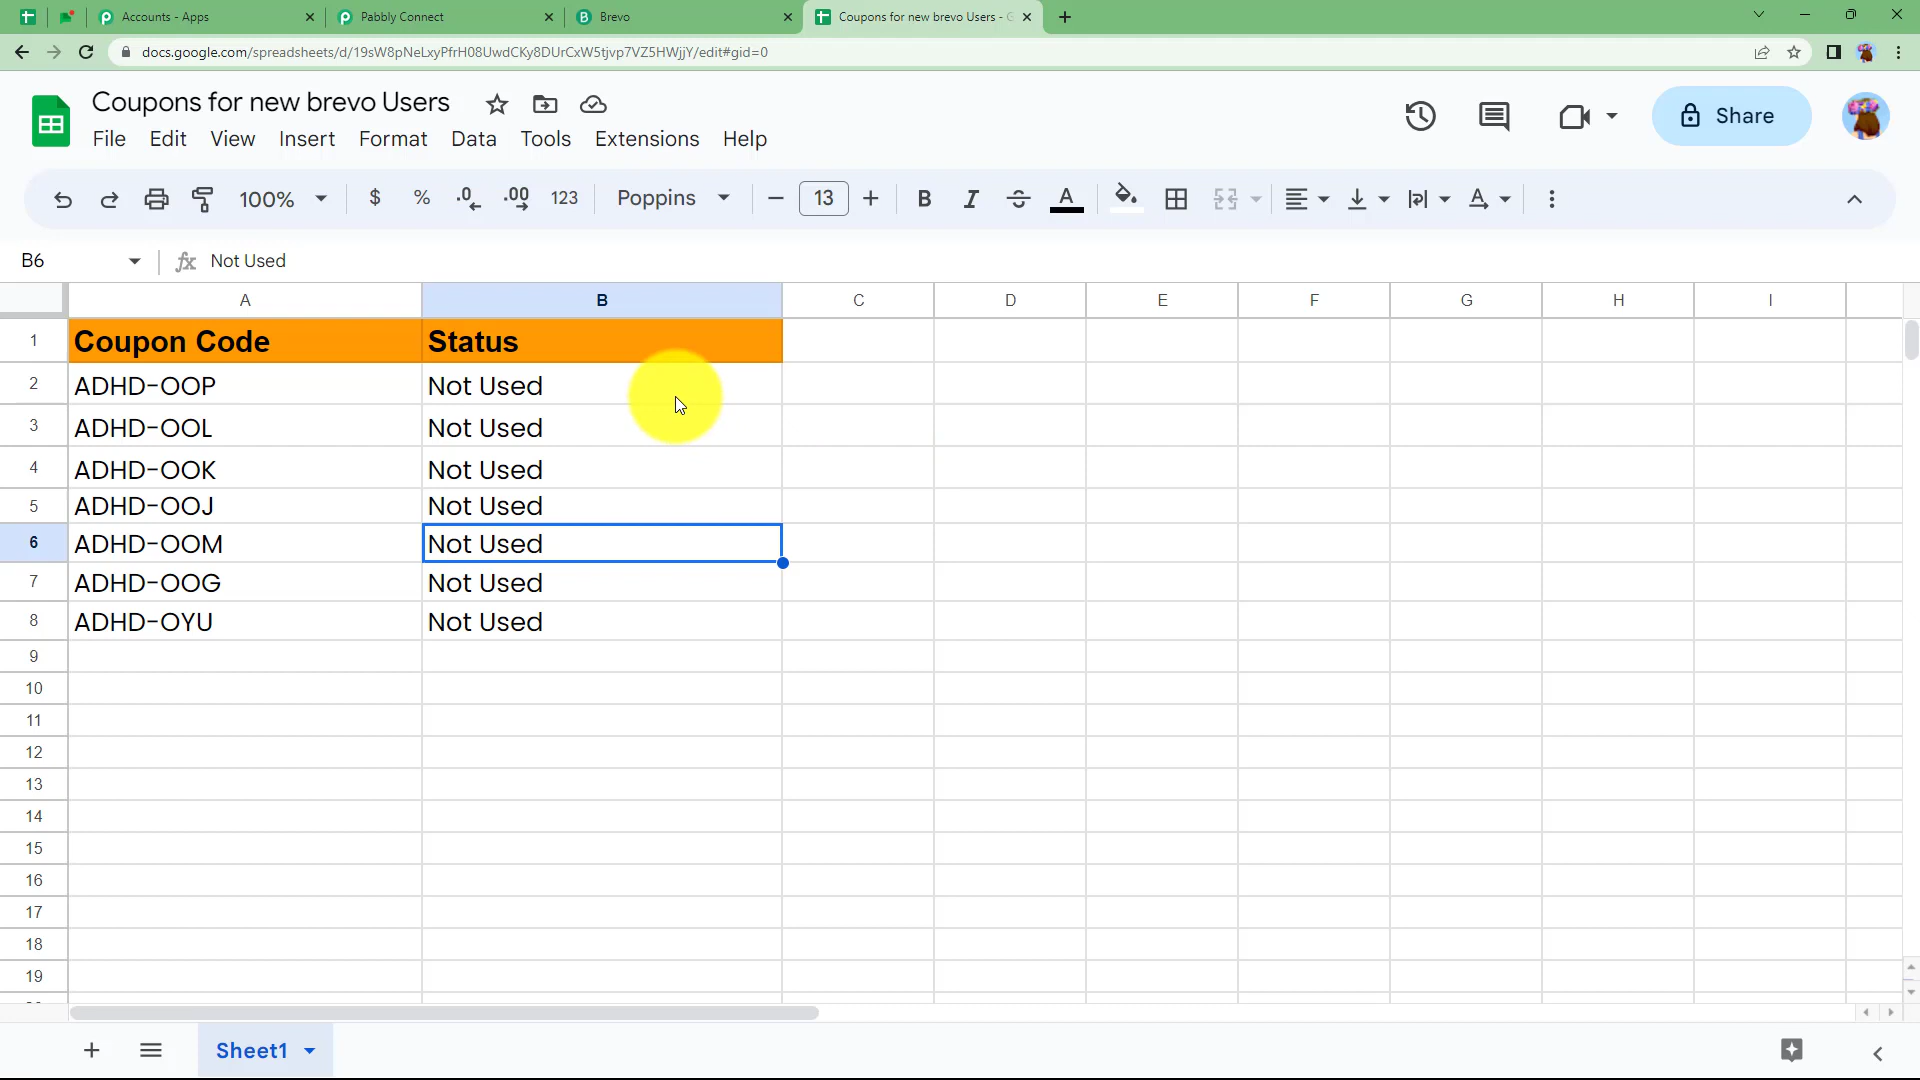 Accounts - Apps
Pabbly Connect
Brevo
Coupons for new brevo Users -
docs.google.com/spreadsheets/d/19sW8pNeLxyPfrH08UwdCKy8DUrCxW5tjvp7VZ5HWjjY/edit#gid=0
Coupons for new brevo Users
File Edit View Insert Format Data Tools Extensions Help
Share
100% $ % .0 .00 123 Poppins 13 B I S A A
B6 fx Not Used
A B C D E F G H I
1 Coupon Code Status
2 ADHD-OOP Not Used
3 ADHD-OOL Not Used
4 ADHD-OOK Not Used
5 ADHD-OOJ Not Used
6 ADHD-OOM Not Used
7 ADHD-OOG Not Used
8 ADHD-OYU Not Used
9
10
11
12
13
14
15
16
17
18
19
Sheet1